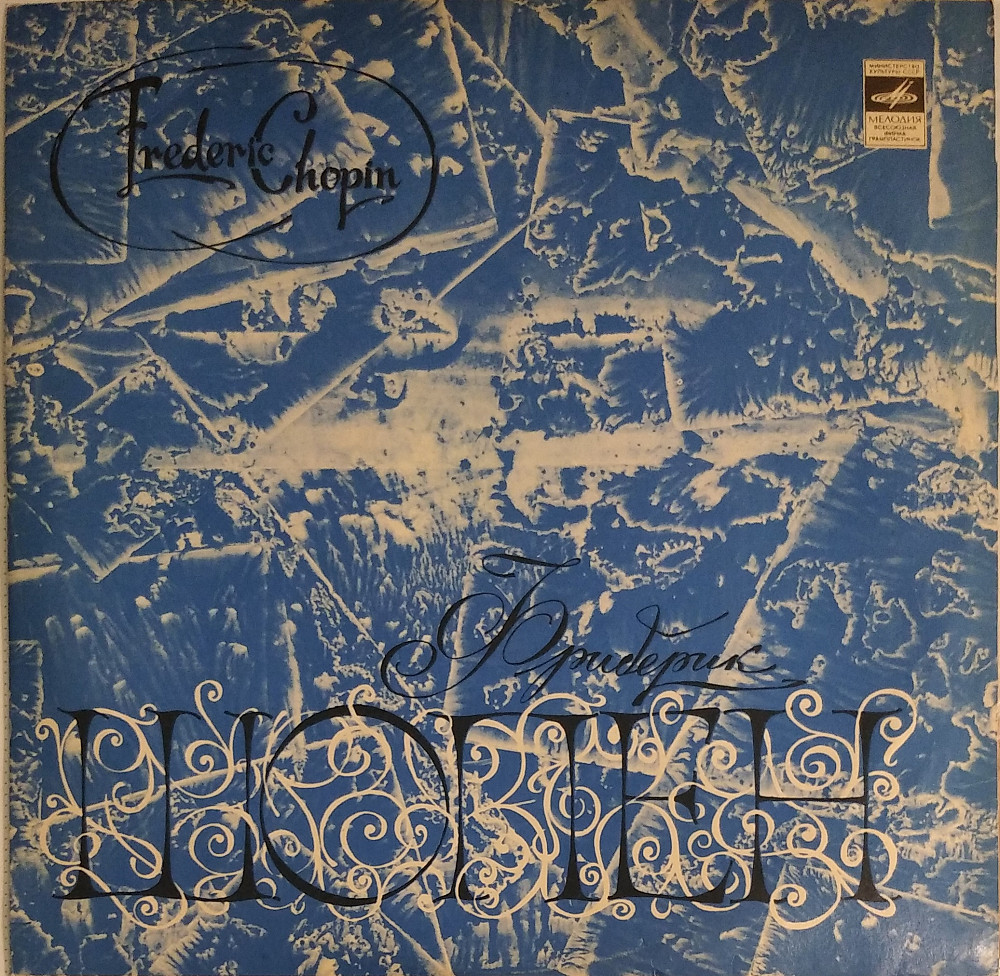 Frederic Chopin
МИНИСТЕРСТВО
КУЛЬТУРЫ СССР
МЕЛОДИЯ
ВСЕСОЮЗНАЯ
ФИРМА
ГРАМПЛАСТИНОК
Фридерик
ШОПЕН